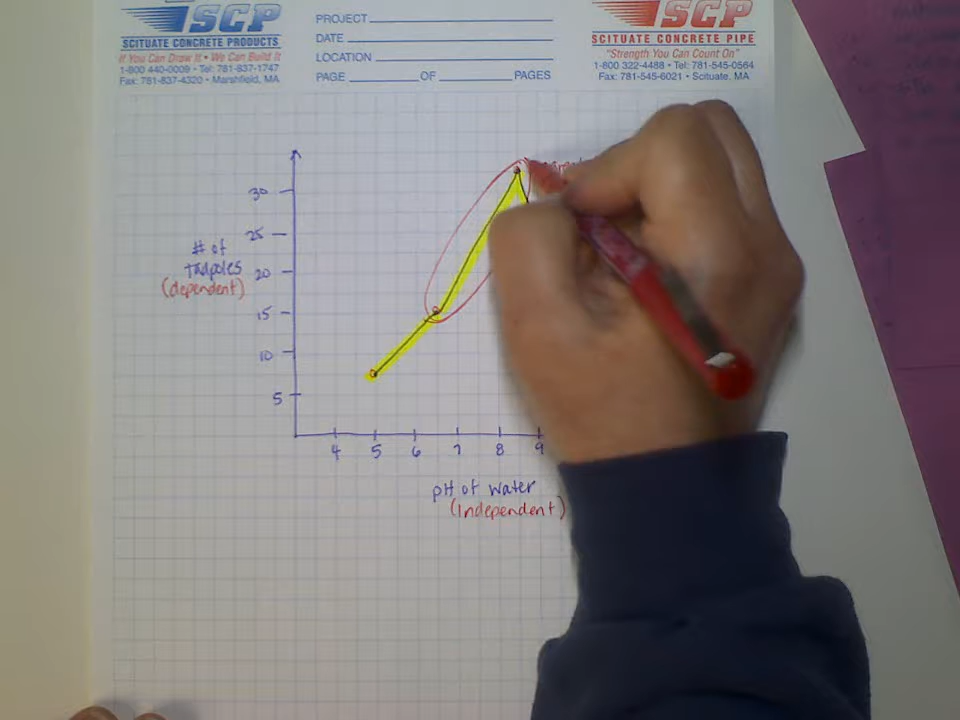 SCP
SCITUATE CONCRETE PRODUCTS
If You Can Draw It • We Can Build It
1-800 440-0009 • Tel: 781-837-1747
Fax: 781-837-4320 • Marshfield, MA
PROJECT
DATE
LOCATION
PAGE OF PAGES
SCP
SCITUATE CONCRETE PIPE
"Strength You Can Count On"
1-800 322-4488 • Tel: 781-545-0564
Fax: 781-545-6021 • Scituate, MA
30
25
20
15
10
5
# of
Tadpoles
(dependent)
4 5 6 7 8 9
pH of water
(Independent)